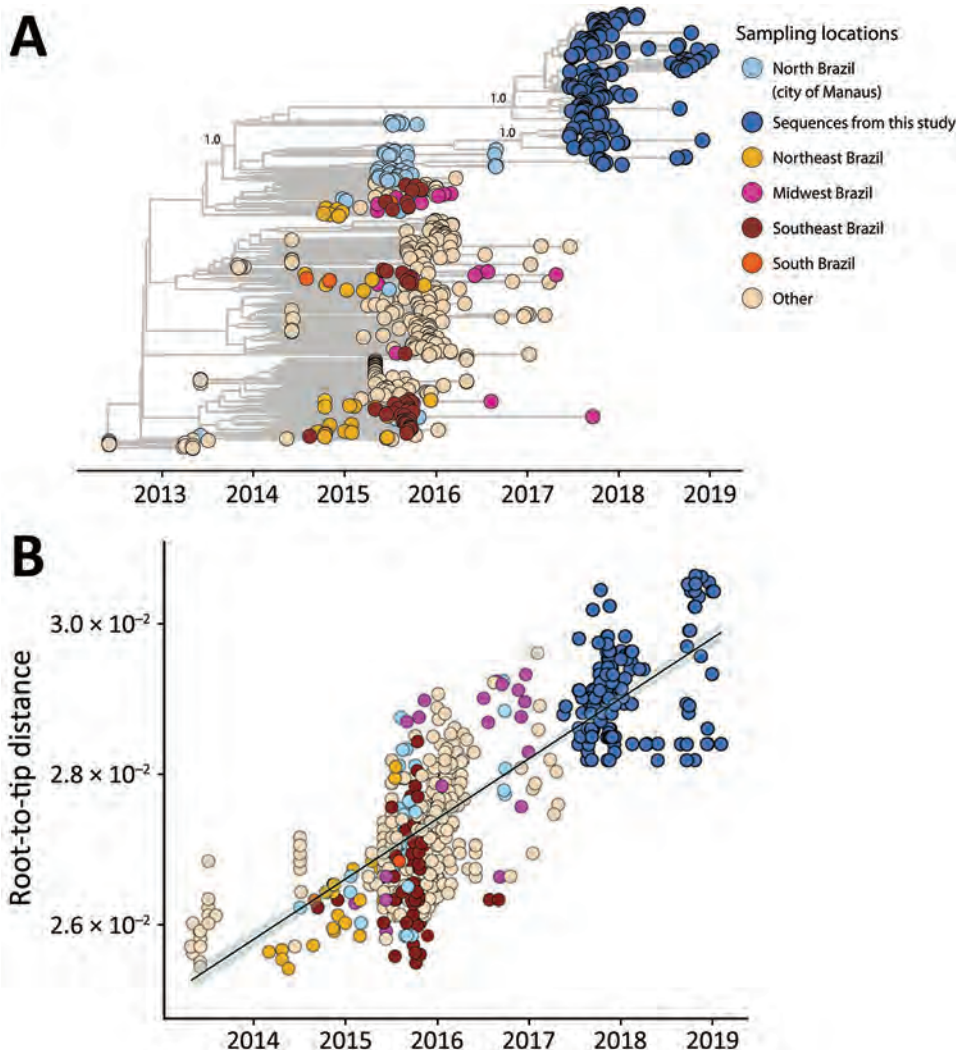 A
Sampling locations
North Brazil
(city of Manaus)
Sequences from this study
Northeast Brazil
Midwest Brazil
Southeast Brazil
South Brazil
Other
1.0
1.0
1.0
2013 2014 2015 2016 2017 2018 2019
B
Root-to-tip distance
3.0 × 10⁻²
2.8 × 10⁻²
2.6 × 10⁻²
2014 2015 2016 2017 2018 2019